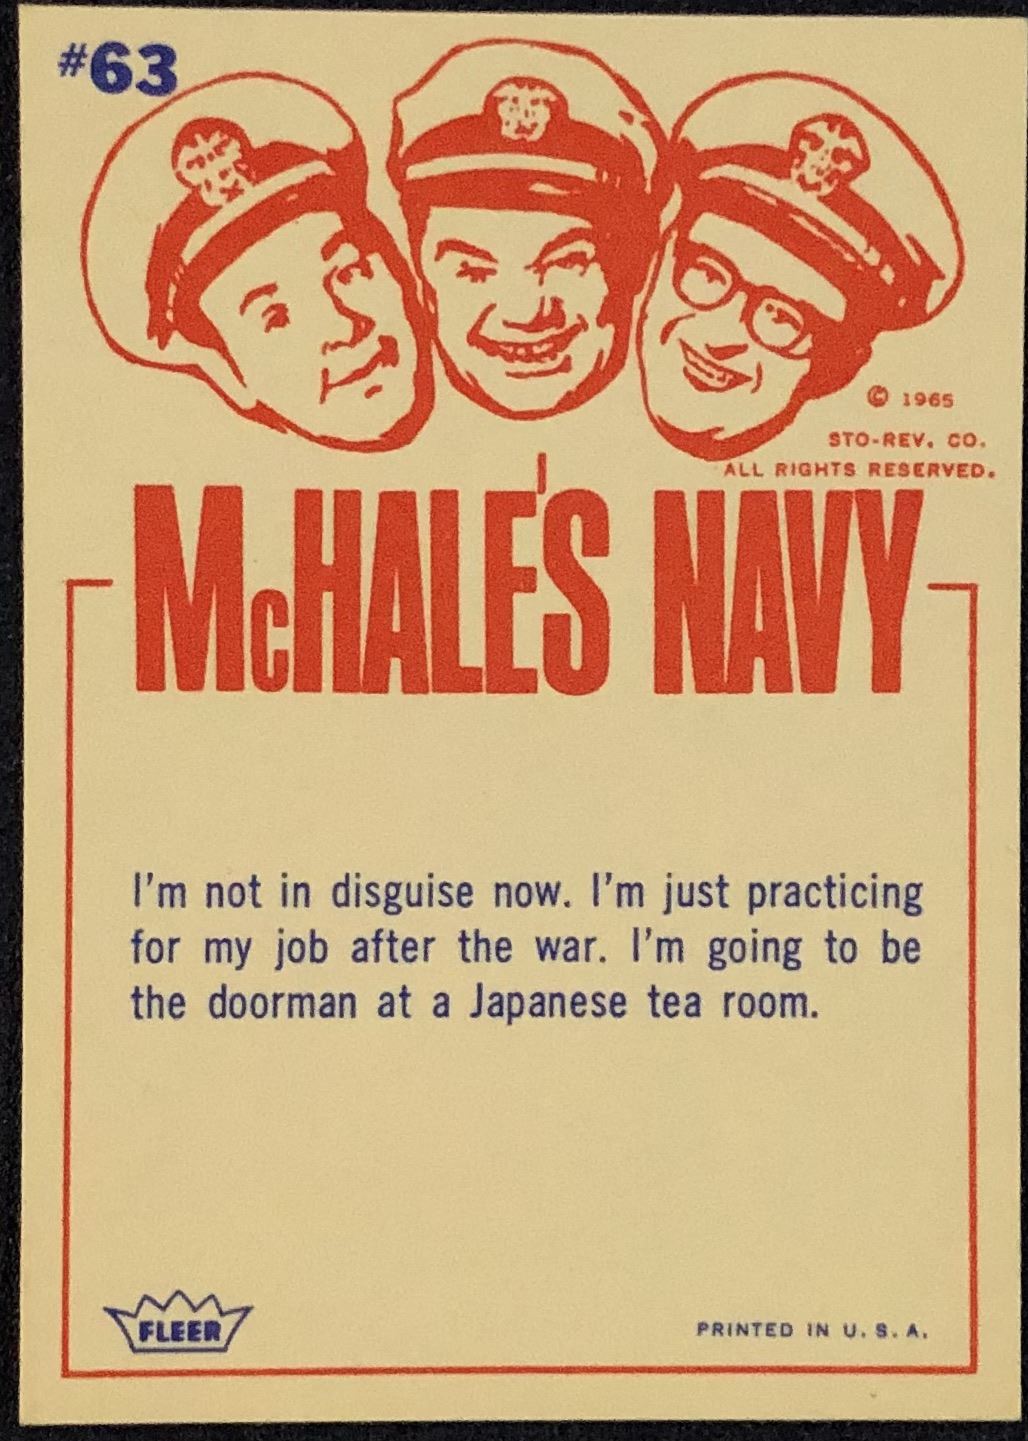 #63
© 1965
STO-REV. CO.
ALL RIGHTS RESERVED.
McHALE'S NAVY
I'm not in disguise now. I'm just practicing
for my job after the war. I'm going to be
the doorman at a Japanese tea room.
FLEER
PRINTED IN U. S. A.